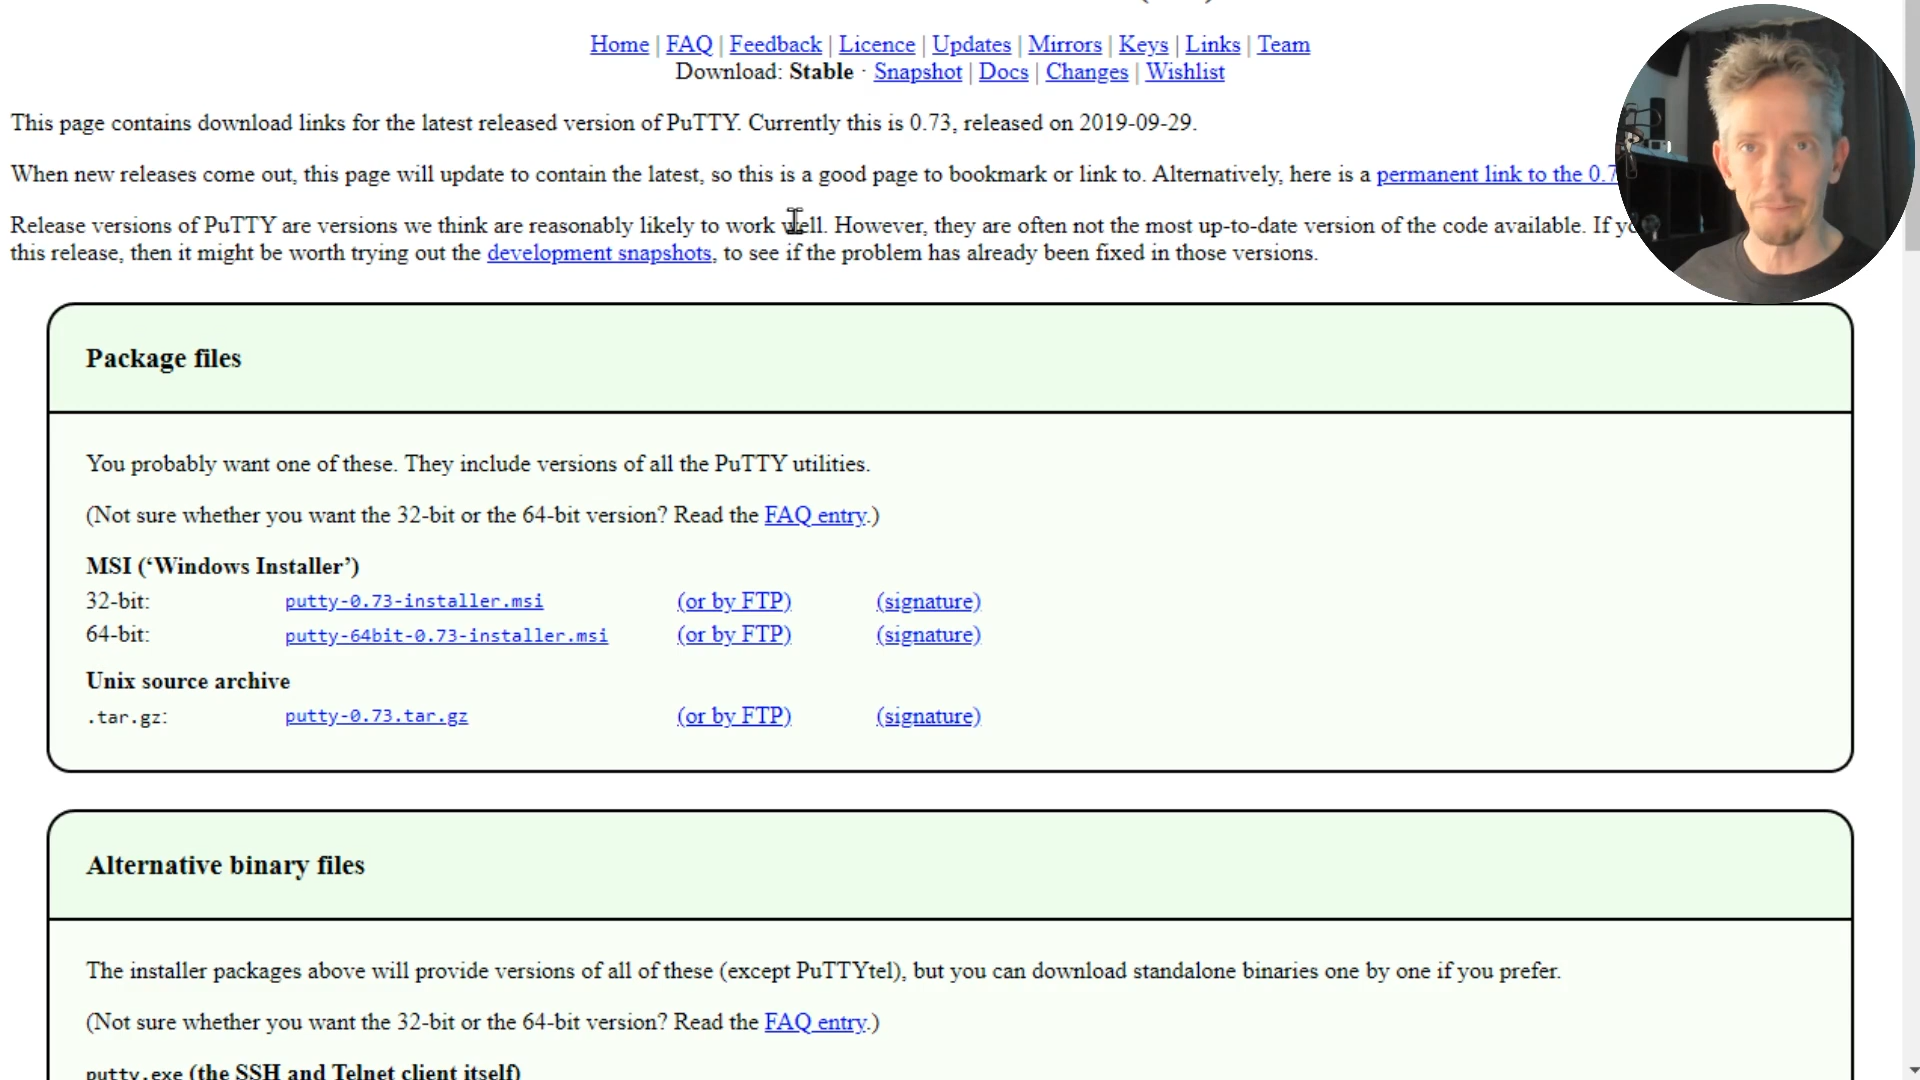 Home | FAQ | Feedback | Licence | Updates | Mirrors | Keys | Links | Team
Download: Stable · Snapshot | Docs | Changes | Wishlist
This page contains download links for the latest released version of PuTTY. Currently this is 0.73, released on 2019-09-29.
When new releases come out, this page will update to contain the latest, so this is a good page to bookmark or link to. Alternatively, here is a permanent link to the 0.7
Release versions of PuTTY are versions we think are reasonably likely to work well. However, they are often not the most up-to-date version of the code available. If
this release, then it might be worth trying out the development snapshots, to see if the problem has already been fixed in those versions.
Package files
You probably want one of these. They include versions of all the PuTTY utilities.
(Not sure whether you want the 32-bit or the 64-bit version? Read the FAQ entry.)
MSI (‘Windows Installer’)
32-bit: putty-0.73-installer.msi (or by FTP) (signature)
64-bit: putty-64bit-0.73-installer.msi (or by FTP) (signature)
Unix source archive
.tar.gz: putty-0.73.tar.gz (or by FTP) (signature)
Alternative binary files
The installer packages above will provide versions of all of these (except PuTTYtel), but you can download standalone binaries one by one if you prefer.
(Not sure whether you want the 32-bit or the 64-bit version? Read the FAQ entry.)
putty.exe (the SSH and Telnet client itself)